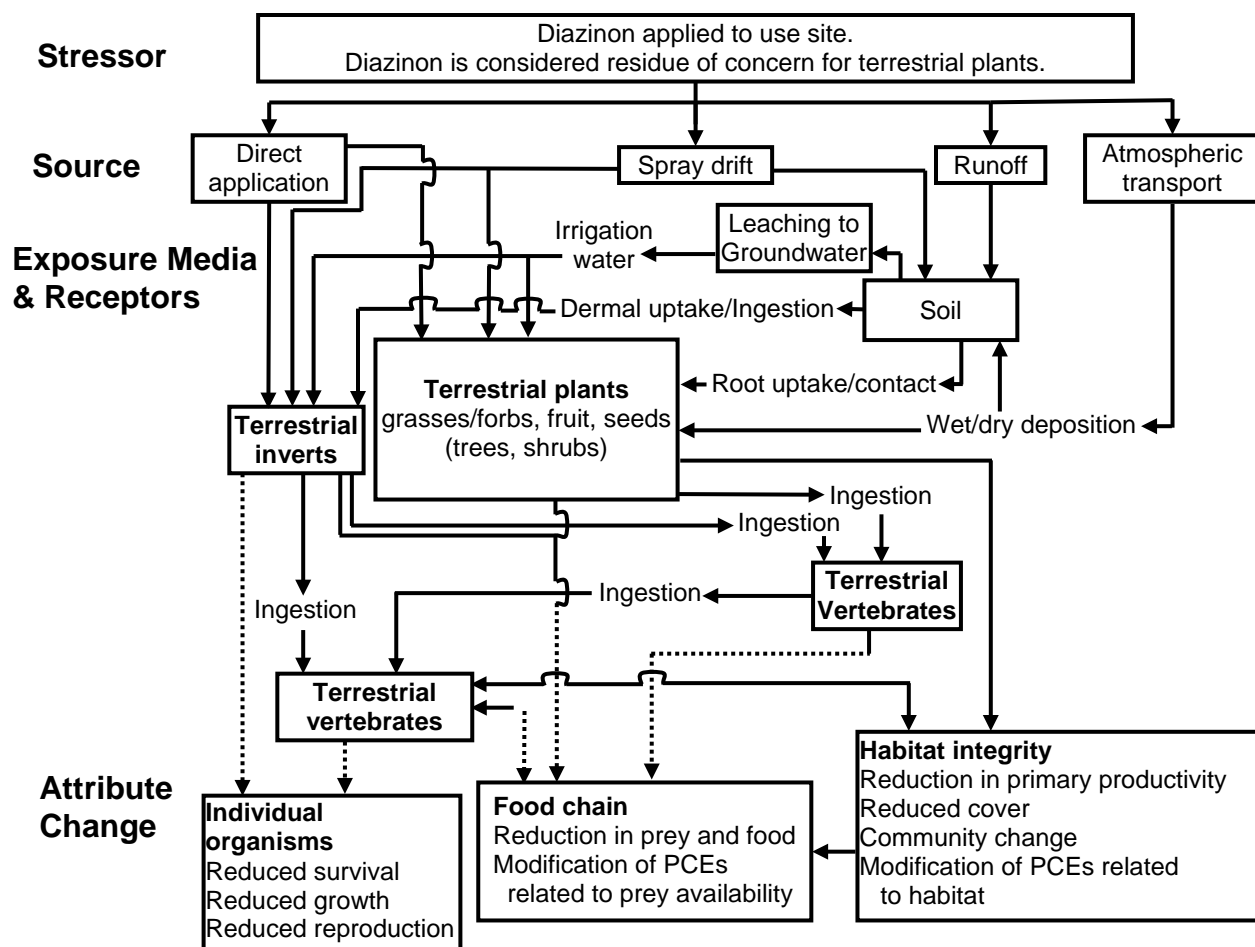 Stressor
Diazinon applied to use site.
Diazinon is considered residue of concern for terrestrial plants.
Source
Direct
application
Spray drift
Runoff
Atmospheric
transport
Exposure Media
& Receptors
Irrigation
water
Leaching to
Groundwater
Dermal uptake/Ingestion
Soil
Terrestrial plants
grasses/forbs, fruit, seeds
(trees, shrubs)
Root uptake/contact
Wet/dry deposition
Terrestrial
inverts
Ingestion
Ingestion
Terrestrial
Vertebrates
Ingestion
Ingestion
Terrestrial
vertebrates
Attribute
Change
Individual
organisms
Reduced survival
Reduced growth
Reduced reproduction
Food chain
Reduction in prey and food
Modification of PCEs
related to prey availability
Habitat integrity
Reduction in primary productivity
Reduced cover
Community change
Modification of PCEs related
to habitat